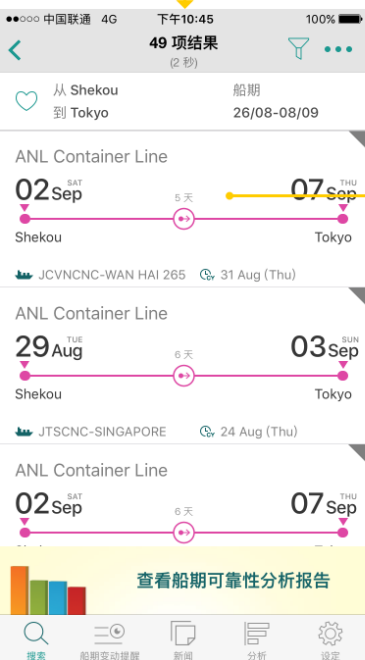 中国联通 4G 下午10:45 100%
49 项结果
(2 秒)
从 Shekou 船期
到 Tokyo 26/08-08/09
ANL Container Line
02 Sep SAT 5 天 07 Sep THU
Shekou Tokyo
JCVNCNC-WAN HAI 265 CY 31 Aug (Thu)
ANL Container Line
29 Aug TUE 6 天 03 Sep SUN
Shekou Tokyo
JTSCNC-SINGAPORE CY 24 Aug (Thu)
ANL Container Line
02 Sep SAT 6 天 07 Sep THU
查看船期可靠性分析报告
搜索 船期变动提醒 新闻 分析 设定